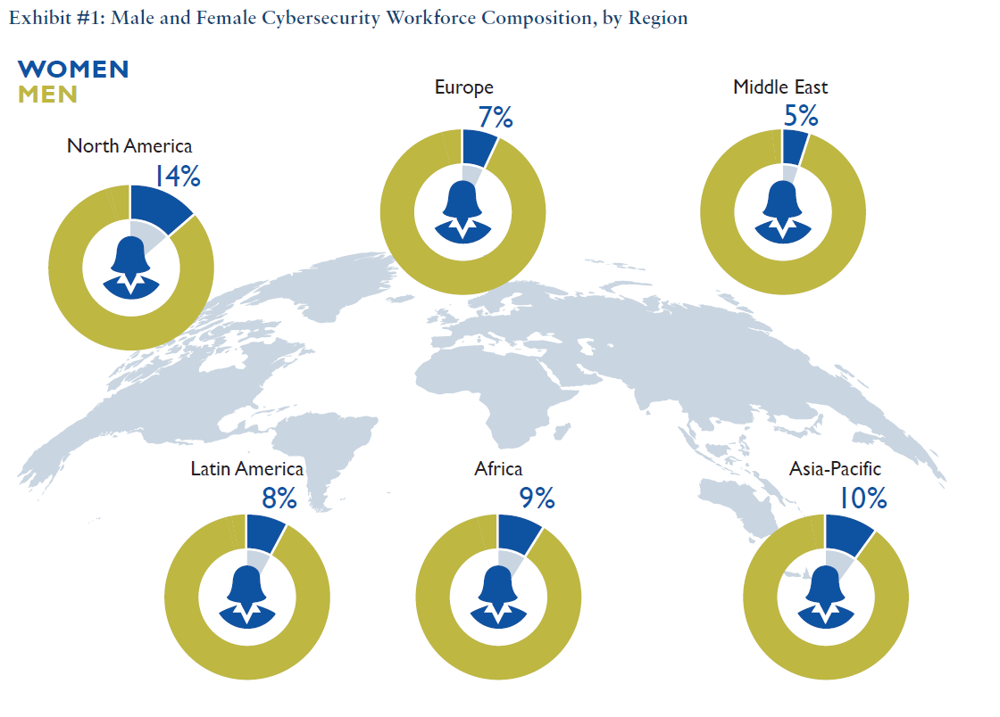 Exhibit #1: Male and Female Cybersecurity Workforce Composition, by Region
WOMEN
MEN
North America
14%
Europe
7%
Middle East
5%
Latin America
8%
Africa
9%
Asia-Pacific
10%